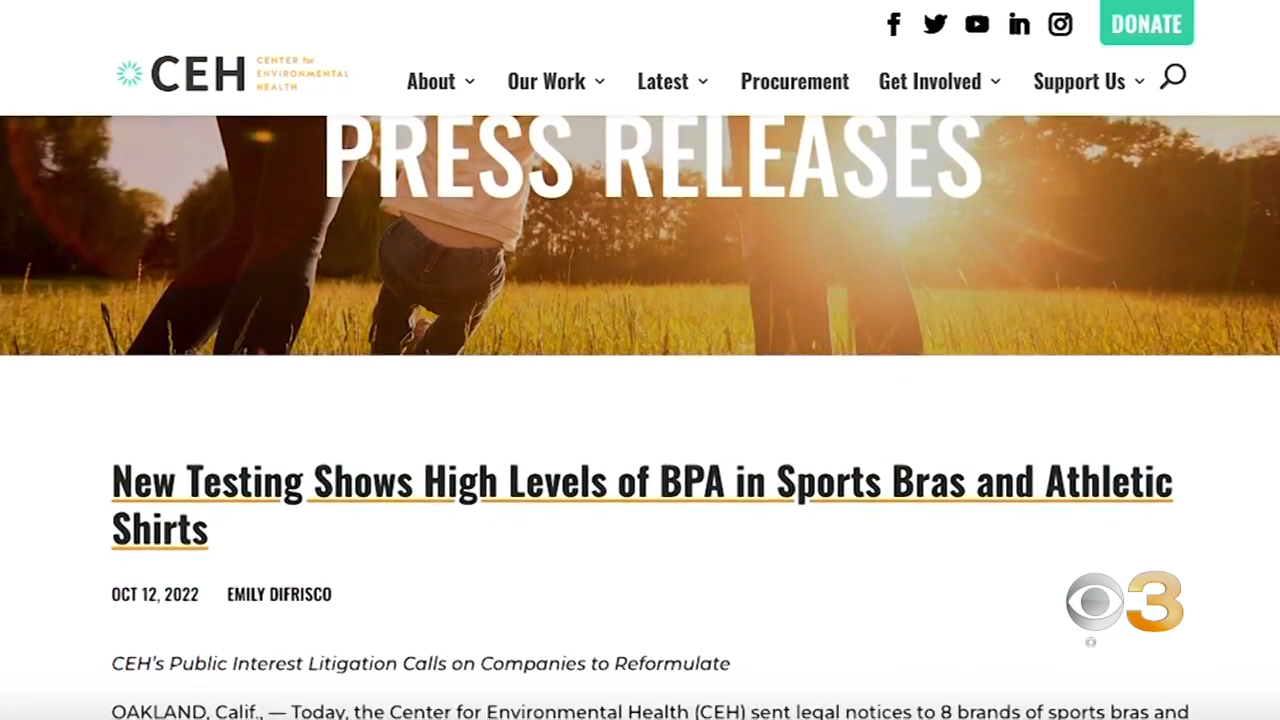 DONATE
CEH CENTER for
ENVIRONMENTAL
HEALTH
About Our Work Latest Procurement Get Involved Support Us
PRESS RELEASES
New Testing Shows High Levels of BPA in Sports Bras and Athletic
Shirts
OCT 12, 2022 EMILY DIFRISCO
3
CEH’s Public Interest Litigation Calls on Companies to Reformulate
OAKLAND, Calif., — Today, the Center for Environmental Health (CEH) sent legal notices to 8 brands of sports bras and